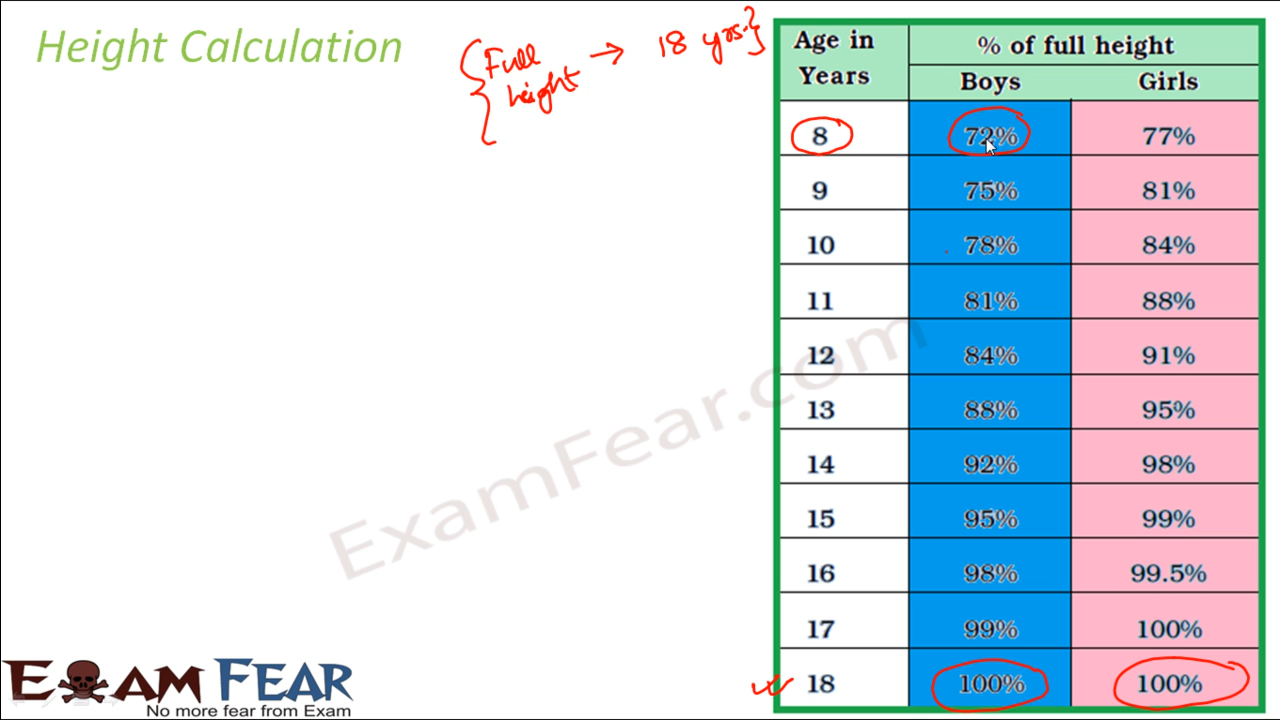 Height Calculation
Full height → 18 yrs.
Age in Years
% of full height
Boys Girls
8 72% 77%
9 75% 81%
10 78% 84%
11 81% 88%
12 84% 91%
13 88% 95%
14 92% 98%
15 95% 99%
16 98% 99.5%
17 99% 100%
18 100% 100%
ExamFear.com
EXAM FEAR
No more fear from Exam